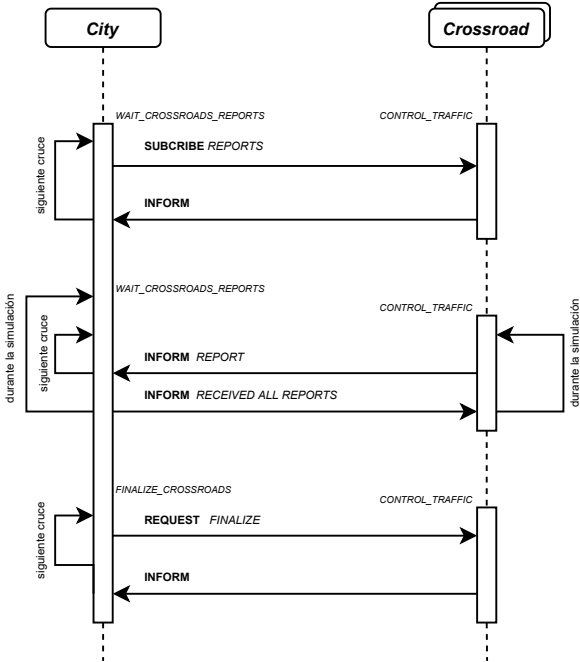 City
Crossroad
WAIT_CROSSROADS_REPORTS
CONTROL_TRAFFIC
siguiente cruce
SUBCRIBE REPORTS
INFORM
WAIT_CROSSROADS_REPORTS
CONTROL_TRAFFIC
durante la simulación
siguiente cruce
durante la simulación
INFORM REPORT
INFORM RECEIVED ALL REPORTS
FINALIZE_CROSSROADS
CONTROL_TRAFFIC
siguiente cruce
REQUEST FINALIZE
INFORM